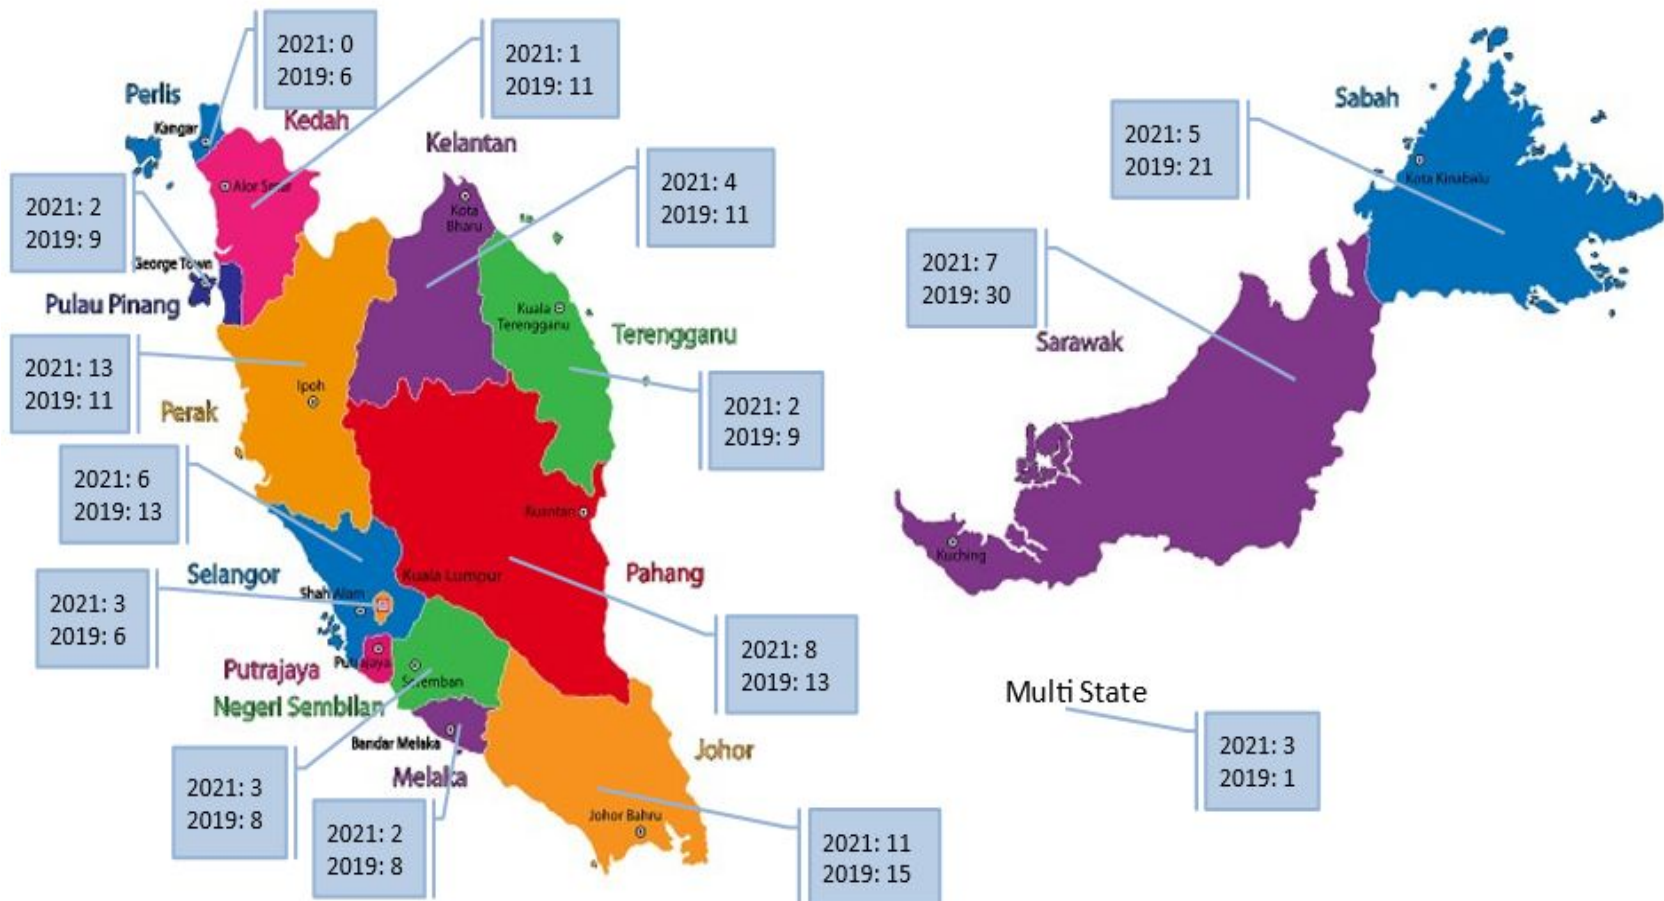 2021: 0
2019: 6
2021: 1
2019: 11
Perlis
Kangar
Kedah
Kelantan
Alor Setar
2021: 4
2019: 11
Kota
Bharu
2021: 2
2019: 9
George Town
Pulau Pinang
Kuala
Terengganu
Terengganu
2021: 13
2019: 11
Ipoh
Perak
2021: 2
2019: 9
2021: 6
2019: 13
Kuantan
Selangor
Kuala Lumpur
Pahang
Shah Alam
2021: 3
2019: 6
Putrajaya
Putrajaya
Seremban
Negeri Sembilan
2021: 8
2019: 13
Bandar Melaka
Melaka
Johor
2021: 3
2019: 8
2021: 2
2019: 8
Johor Bahru
2021: 11
2019: 15
Sabah
2021: 5
2019: 21
Kota Kinabalu
2021: 7
2019: 30
Sarawak
Kuching
Multi State
2021: 3
2019: 1